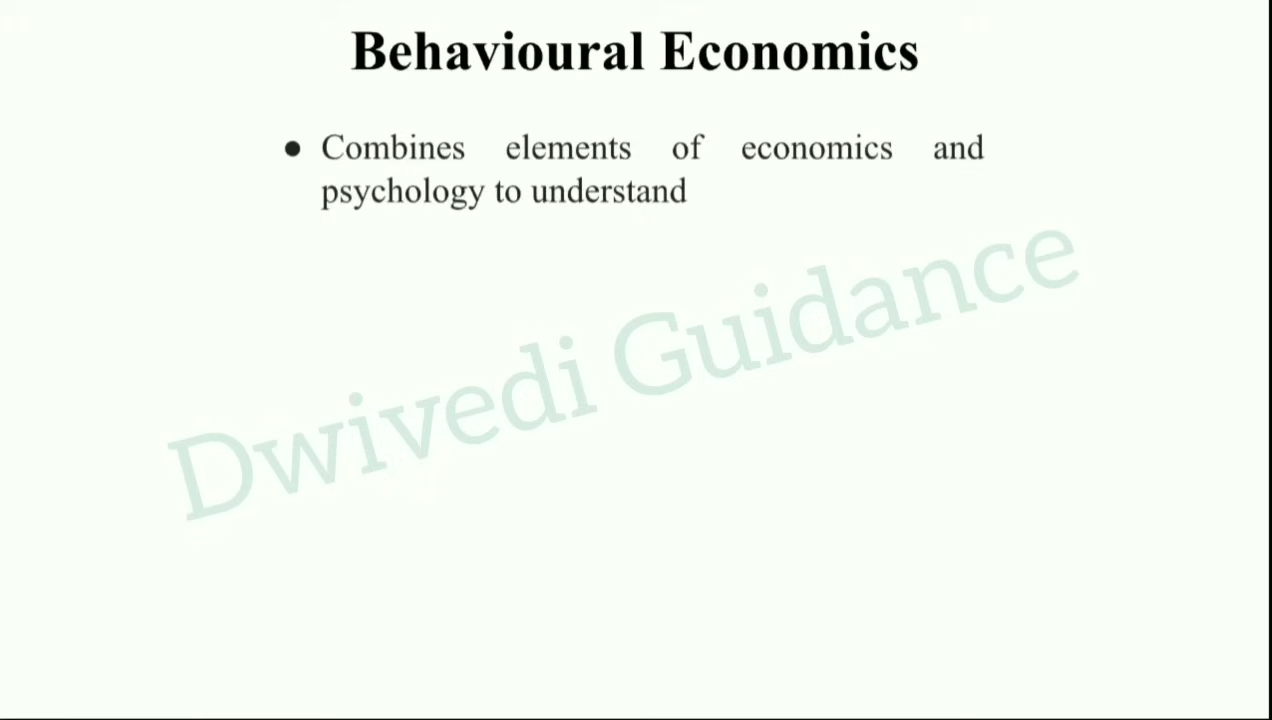 Behavioural Economics
● Combines elements of economics and
psychology to understand
Dwivedi Guidance